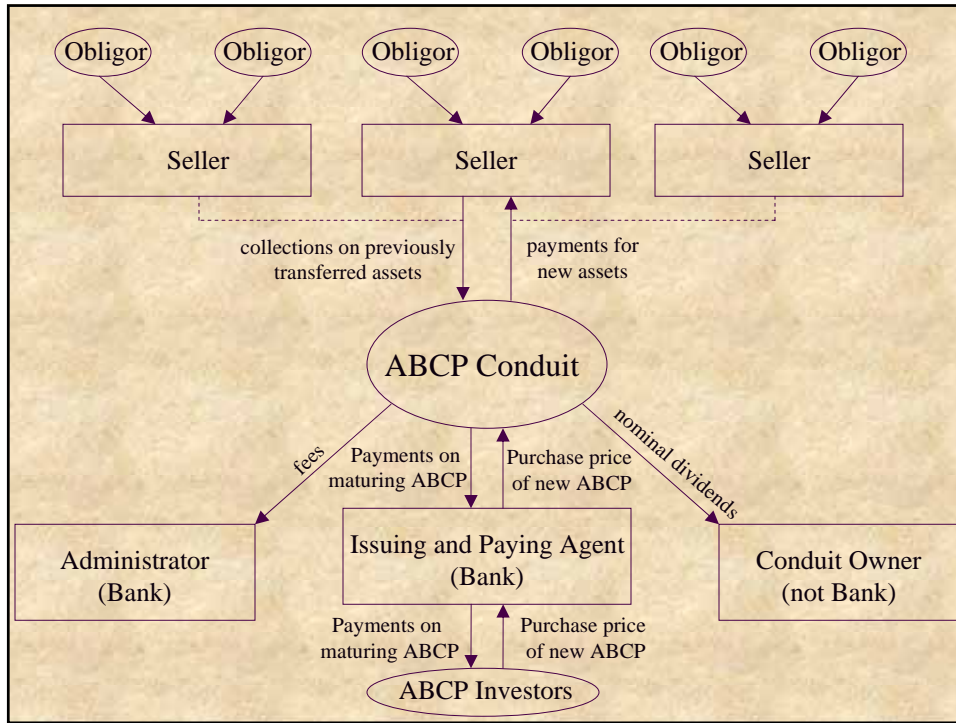 Obligor
Obligor
Obligor
Obligor
Obligor
Obligor
Seller
Seller
Seller
collections on previously
transferred assets
payments for
new assets
ABCP Conduit
fees
Payments on
maturing ABCP
Purchase price
of new ABCP
nominal dividends
Administrator
(Bank)
Issuing and Paying Agent
(Bank)
Conduit Owner
(not Bank)
Payments on
maturing ABCP
Purchase price
of new ABCP
ABCP Investors